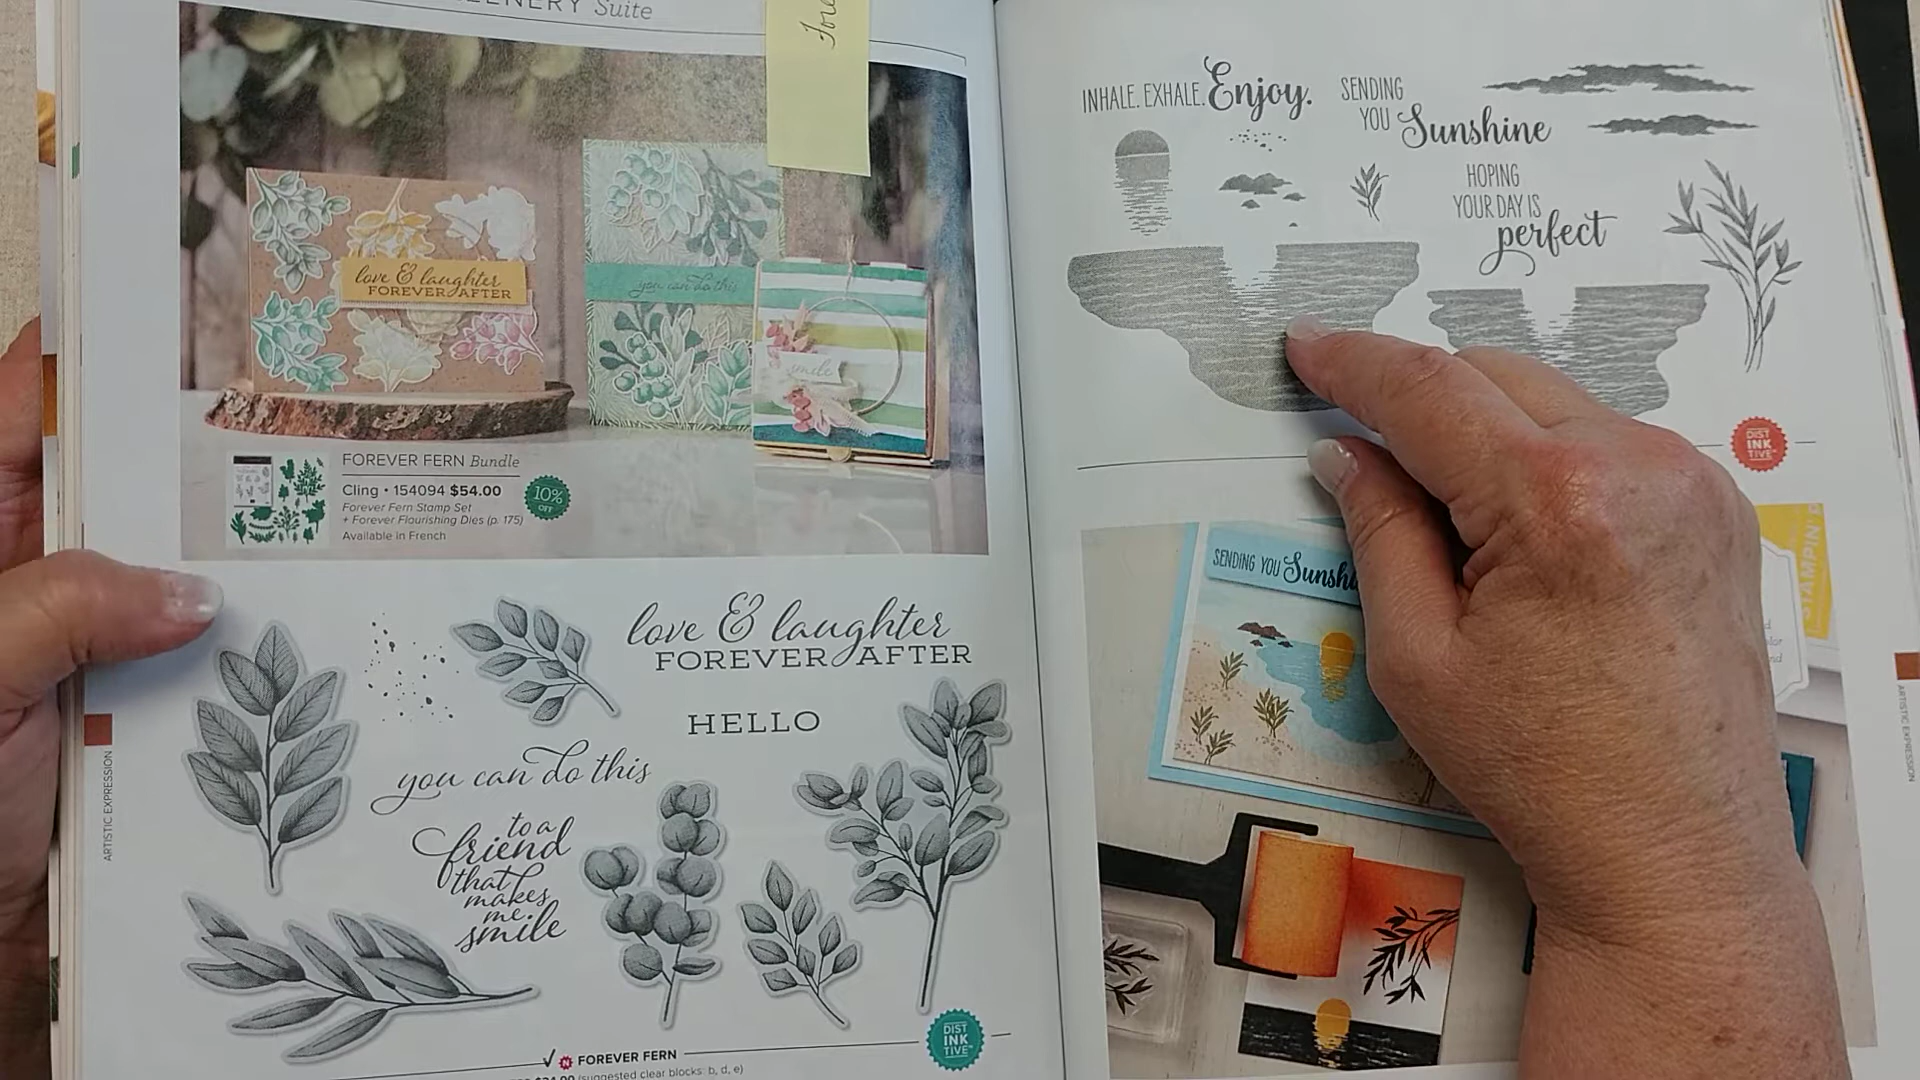 Suite
love & laughter
FOREVER AFTER
you can do this
smile
FOREVER FERN Bundle
Cling • 154094 $54.00
Forever Fern Stamp Set
+ Forever Flourishing Dies (p. 175)
Available in French
10%
OFF
love & laughter
FOREVER AFTER
HELLO
you can do this
to a
friend
that
makes
me
smile
DIST
INK
TIVE™
FOREVER FERN
(suggested clear blocks: b, d, e)
ARTISTIC EXPRESSION
INHALE. EXHALE. Enjoy.
SENDING
YOU Sunshine
HOPING
YOUR DAY IS
perfect
DIST
INK
TIVE™
SENDING YOU
STAMPIN'
ARTISTIC EXPRESSION